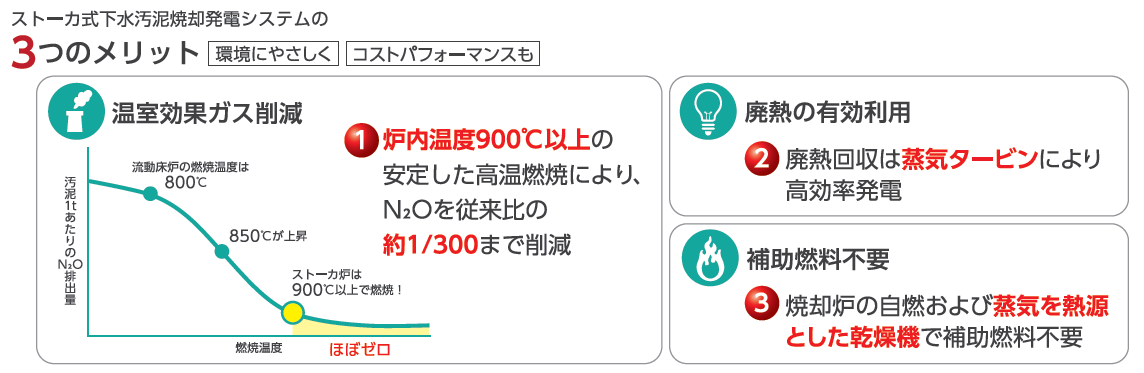 ストーカ式下水汚泥焼却発電システムの
3つのメリット 環境にやさしく コストパフォーマンスも
温室効果ガス削減
汚泥1tあたりのN₂O排出量
流動床炉の燃焼温度は
800℃
850℃が上昇
ストーカ炉は
900℃以上で燃焼！
燃焼温度
ほぼゼロ
1 炉内温度900℃以上の
安定した高温燃焼により、
N₂Oを従来比の
約1/300まで削減
廃熱の有効利用
2 廃熱回収は蒸気タービンにより
高効率発電
補助燃料不要
3 焼却炉の自燃および蒸気を熱源
とした乾燥機で補助燃料不要